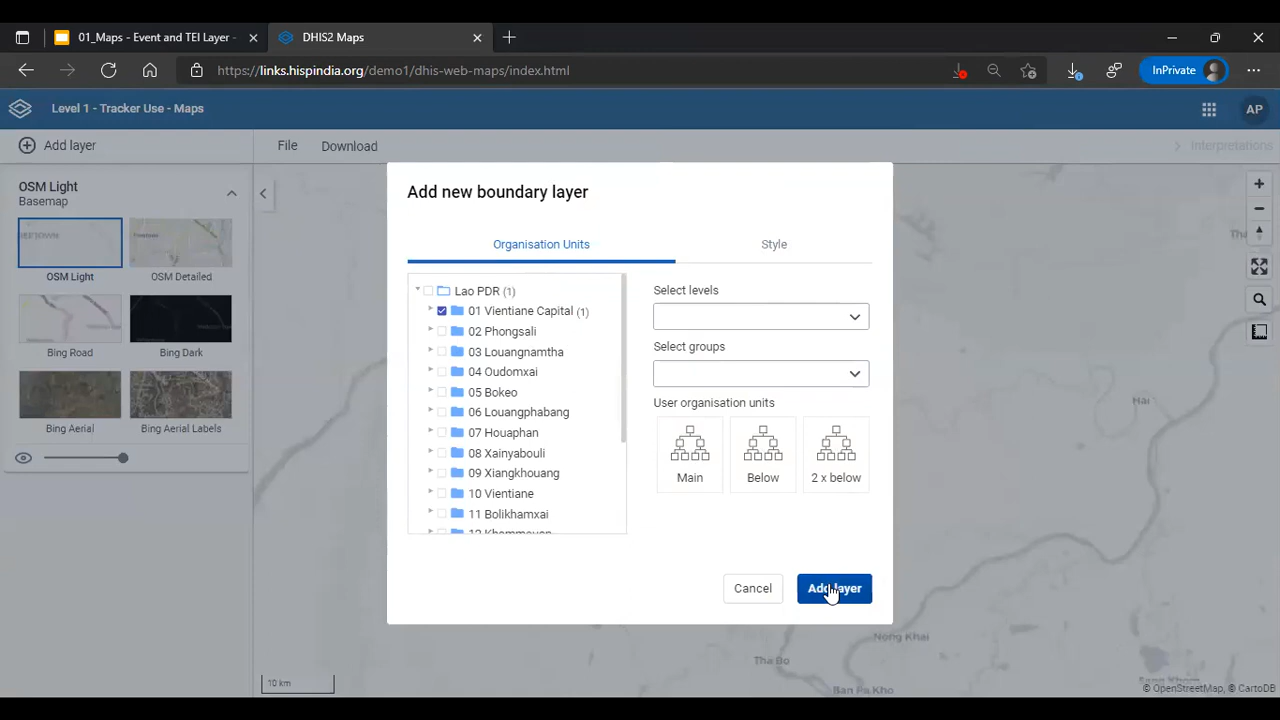 01_Maps - Event and TEI Layer -
DHIS2 Maps
https://links.hispindia.org/demo1/dhis-web-maps/index.html
InPrivate
Level 1 - Tracker Use - Maps
AP
Add layer
File
Download
Interpretations
OSM Light
Basemap
OSM Light
OSM Detailed
Bing Road
Bing Dark
Bing Aerial
Bing Aerial Labels
Add new boundary layer
Organisation Units
Style
Lao PDR (1)
01 Vientiane Capital (1)
02 Phongsali
03 Louangnamtha
04 Oudomxai
05 Bokeo
06 Louangphabang
07 Houaphan
08 Xainyabouli
09 Xiangkhouang
10 Vientiane
11 Bolikhamxai
12 Khammouan
Select levels
Select groups
User organisation units
Main
Below
2 x below
Cancel
Add layer
Hai
Nong Khai
Tha Bo
Ban Pa Kho
10 km
© OpenStreetMap, © CartoDB